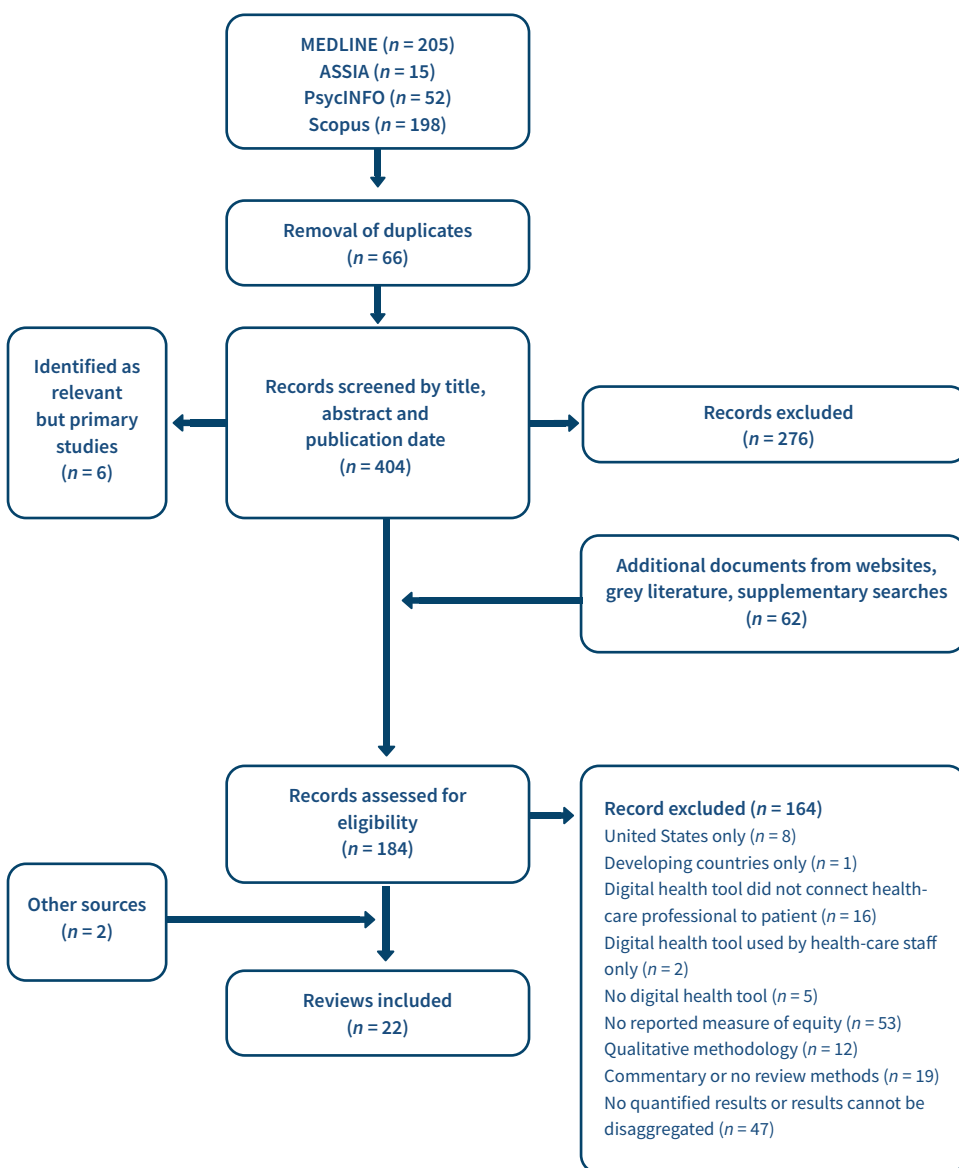 MEDLINE (n = 205)
ASSIA (n = 15)
PsycINFO (n = 52)
Scopus (n = 198)
Removal of duplicates
(n = 66)
Identified as
relevant
but primary
studies
(n = 6)
Records screened by title,
abstract and
publication date
(n = 404)
Records excluded
(n = 276)
Additional documents from websites,
grey literature, supplementary searches
(n = 62)
Records assessed for
eligibility
(n = 184)
Other sources
(n = 2)
Reviews included
(n = 22)
Record excluded (n = 164)
United States only (n = 8)
Developing countries only (n = 1)
Digital health tool did not connect health-
care professional to patient (n = 16)
Digital health tool used by health-care staff
only (n = 2)
No digital health tool (n = 5)
No reported measure of equity (n = 53)
Qualitative methodology (n = 12)
Commentary or no review methods (n = 19)
No quantified results or results cannot be
disaggregated (n = 47)